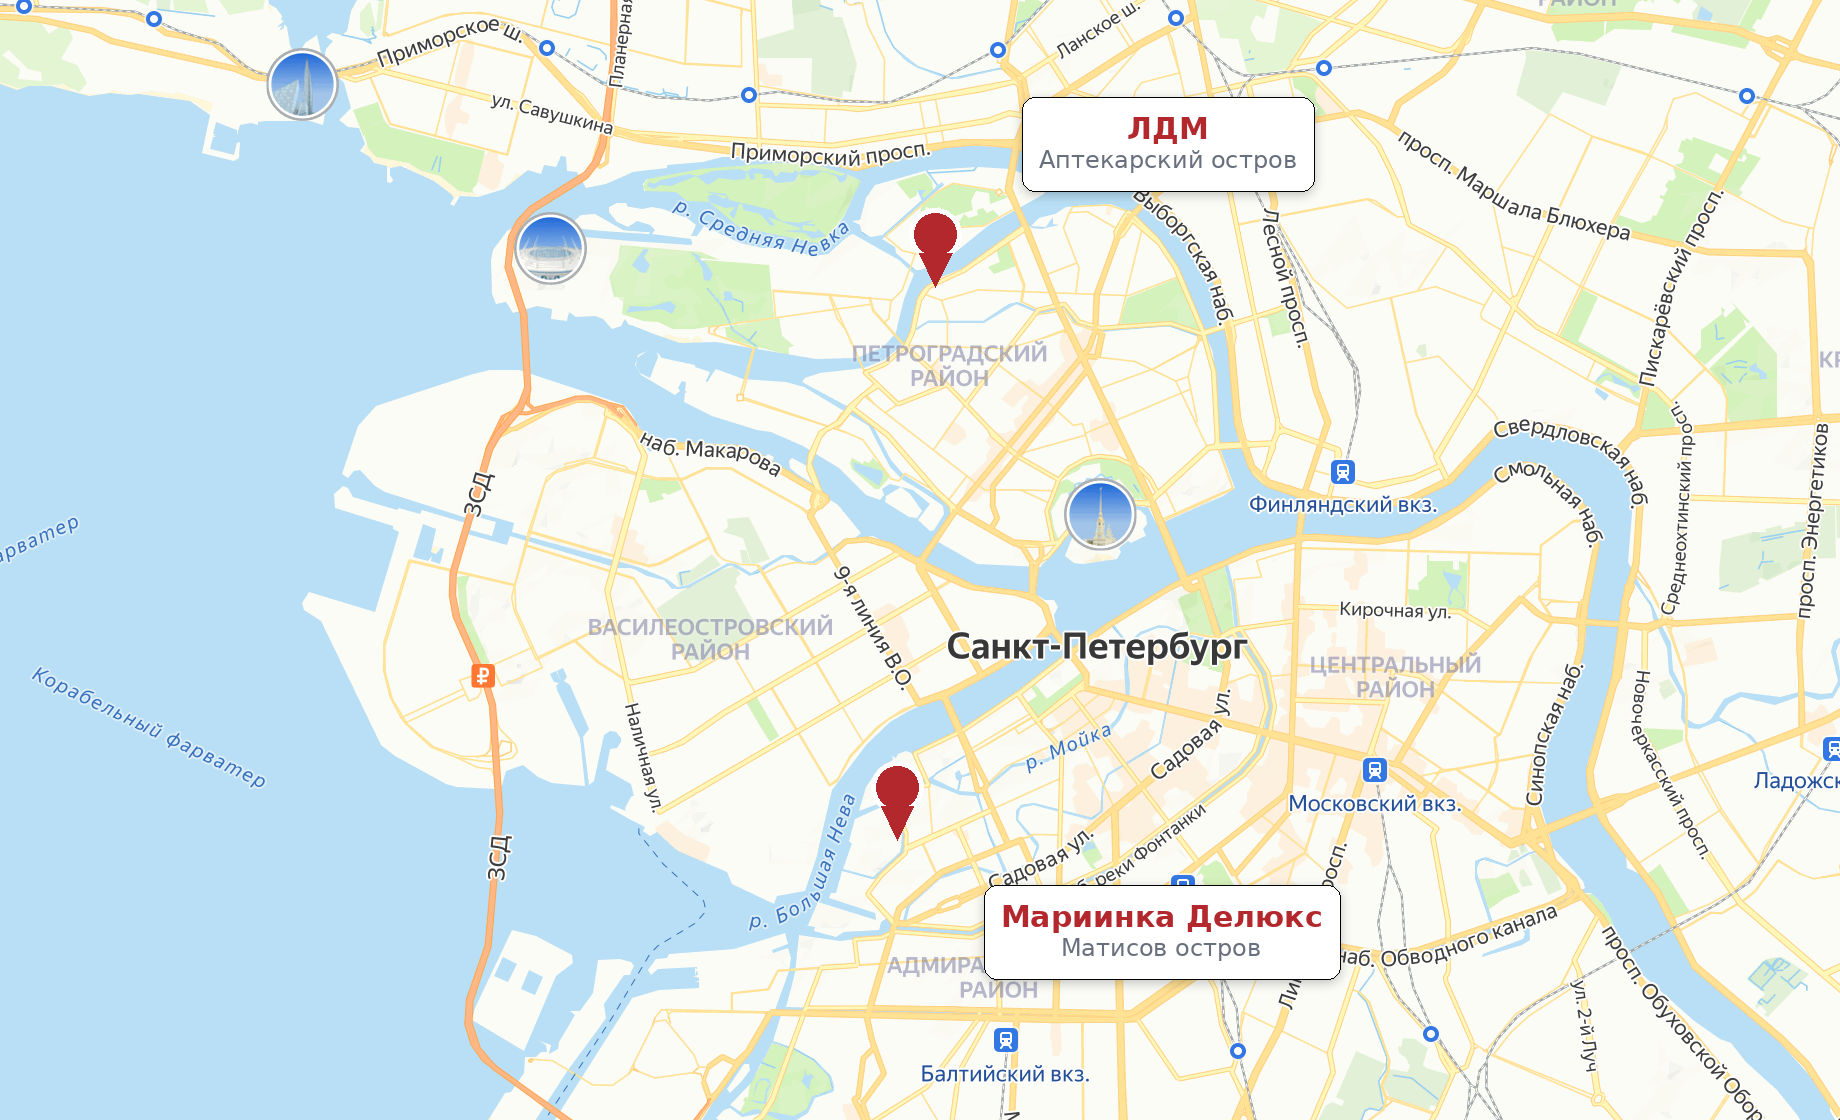 РАЙОН
Приморское ш.
Планерная
Ланское ш.
ул. Савушкина
Приморский просп.
ЛДМ
Аптекарский остров
просп. Маршала Блюхера
р. Средняя Невка
Выборгская наб.
Лесной просп.
Пискарёвский просп.
ПЕТРОГРАДСКИЙ
РАЙОН
наб. Макарова
ЗСД
Свердловская наб.
Смольная наб.
Финляндский вкз.
Среднеохтинский просп.
просп. Энергетиков
9-я линия В.О.
ВАСИЛЕОСТРОВСКИЙ
РАЙОН
Кирочная ул.
Санкт-Петербург
ЦЕНТРАЛЬНЫЙ
РАЙОН
Корабельный фарватер
Наличная ул.
Садовая ул.
р. Мойка
Синопская наб.
Новочеркасский просп.
Московский вкз.
р. Большая Нева
ЗСД
Садовая ул.
б. реки Фонтанки
Мариинка Делюкс
Матисов остров
наб. Обводного канала
РАЙОН
просп. Обуховской Обор
ул. 2-й Луч
Балтийский вкз.